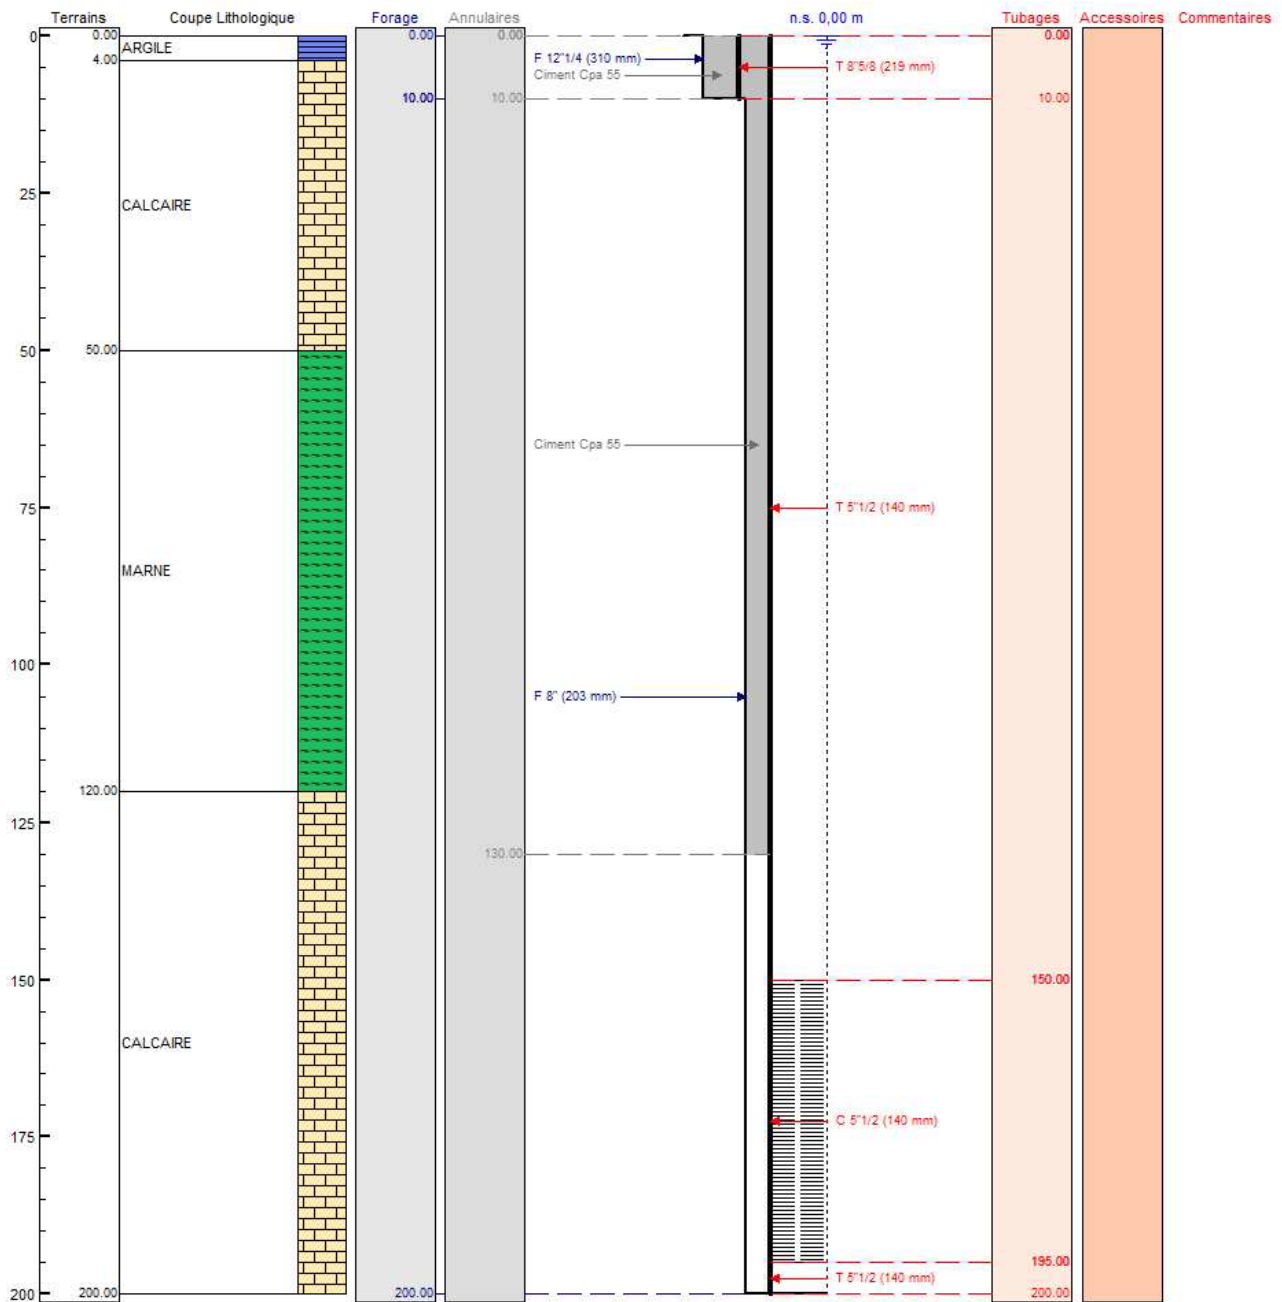 Terrains Coupe Lithologique Forage Annulaires n.s. 0,00 m Tubages Accessoires Commentaires
0 0.00 0.00 0.00 0.00
ARGILE
F 12"1/4 (310 mm) T 8"5/8 (219 mm)
4.00
Ciment Cpa 55
10.00 10.00 10.00
25
CALCAIRE
50 50.00
Ciment Cpa 55
75 T 5"1/2 (140 mm)
MARNE
100
F 8" (203 mm)
120.00
125
130.00
150 150.00
CALCAIRE
C 5"1/2 (140 mm)
175
195.00
T 5"1/2 (140 mm)
200 200.00 200.00 200.00